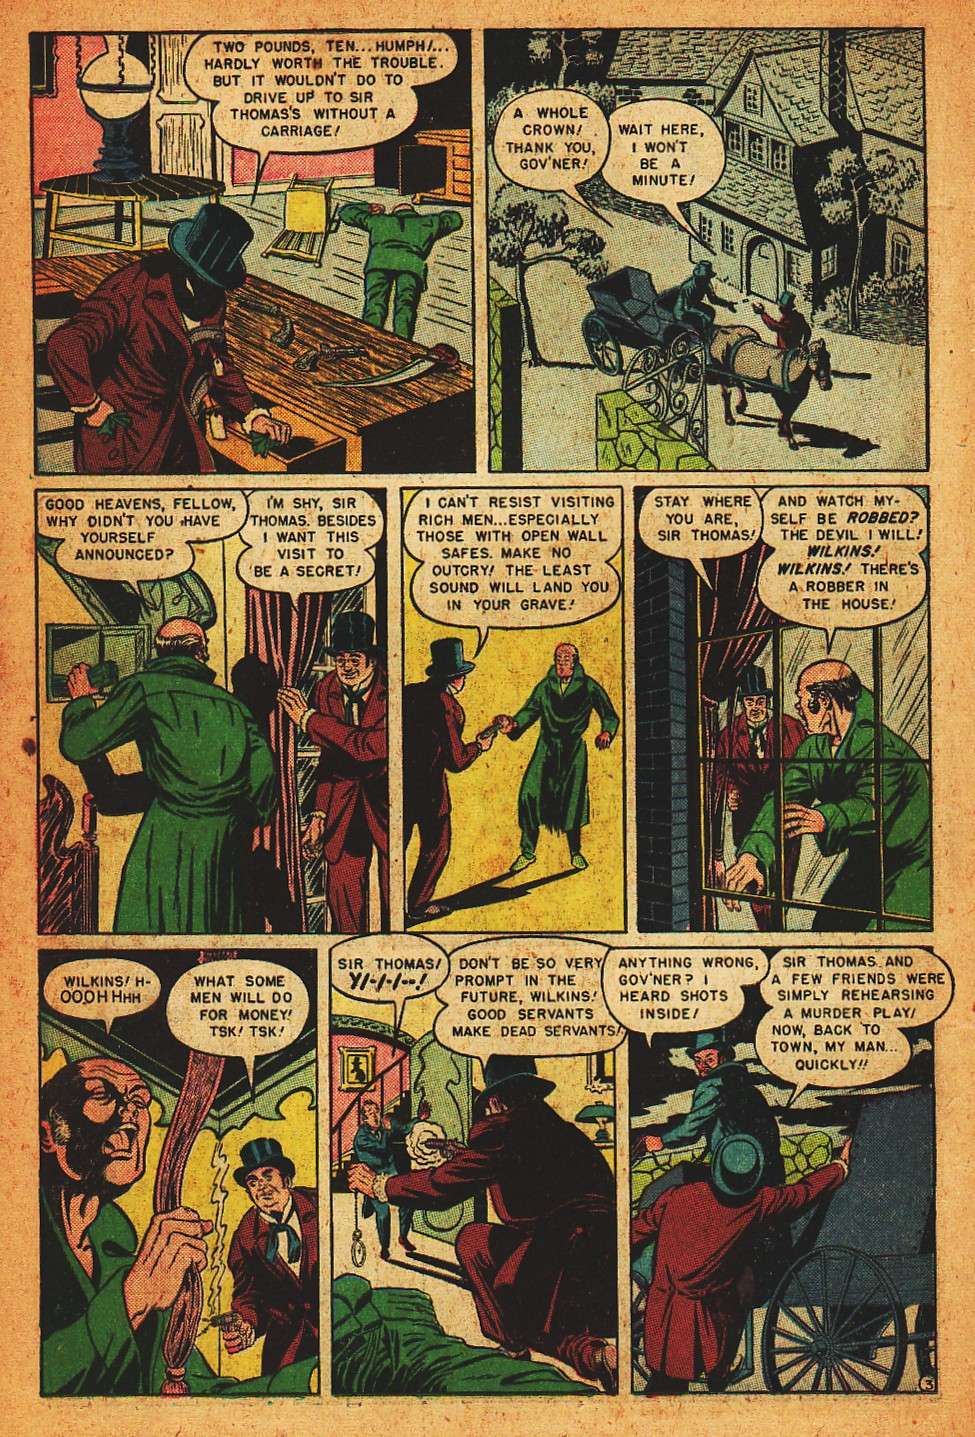 TWO POUNDS, TEN...HUMPH!...
HARDLY WORTH THE TROUBLE.
BUT IT WOULDN'T DO TO
DRIVE UP TO SIR
THOMAS'S WITHOUT A
CARRIAGE!
A WHOLE
CROWN!
THANK YOU,
GOV'NER!
WAIT HERE,
I WON'T
BE A
MINUTE!
GOOD HEAVENS, FELLOW,
WHY DIDN'T YOU HAVE
YOURSELF
ANNOUNCED?
I'M SHY, SIR
THOMAS. BESIDES
I WANT THIS
VISIT TO
BE A SECRET!
I CAN'T RESIST VISITING
RICH MEN...ESPECIALLY
THOSE WITH OPEN WALL
SAFES. MAKE NO
OUTCRY! THE LEAST
SOUND WILL LAND YOU
IN YOUR GRAVE!
STAY WHERE
YOU ARE,
SIR THOMAS!
AND WATCH MY-
SELF BE ROBBED?
THE DEVIL I WILL!
WILKINS!
WILKINS! THERE'S
A ROBBER IN
THE HOUSE!
WILKINS! H-
OOOOHHHH
WHAT SOME
MEN WILL DO
FOR MONEY!
TSK! TSK!
SIR THOMAS!
YI-I-I--!
DON'T BE SO VERY
PROMPT IN THE
FUTURE, WILKINS!
GOOD SERVANTS
MAKE DEAD SERVANTS!
ANYTHING WRONG,
GOV'NER? I
HEARD SHOTS
INSIDE!
SIR THOMAS AND
A FEW FRIENDS WERE
SIMPLY REHEARSING
A MURDER PLAY!
NOW, BACK TO
TOWN, MY MAN...
QUICKLY!!
3